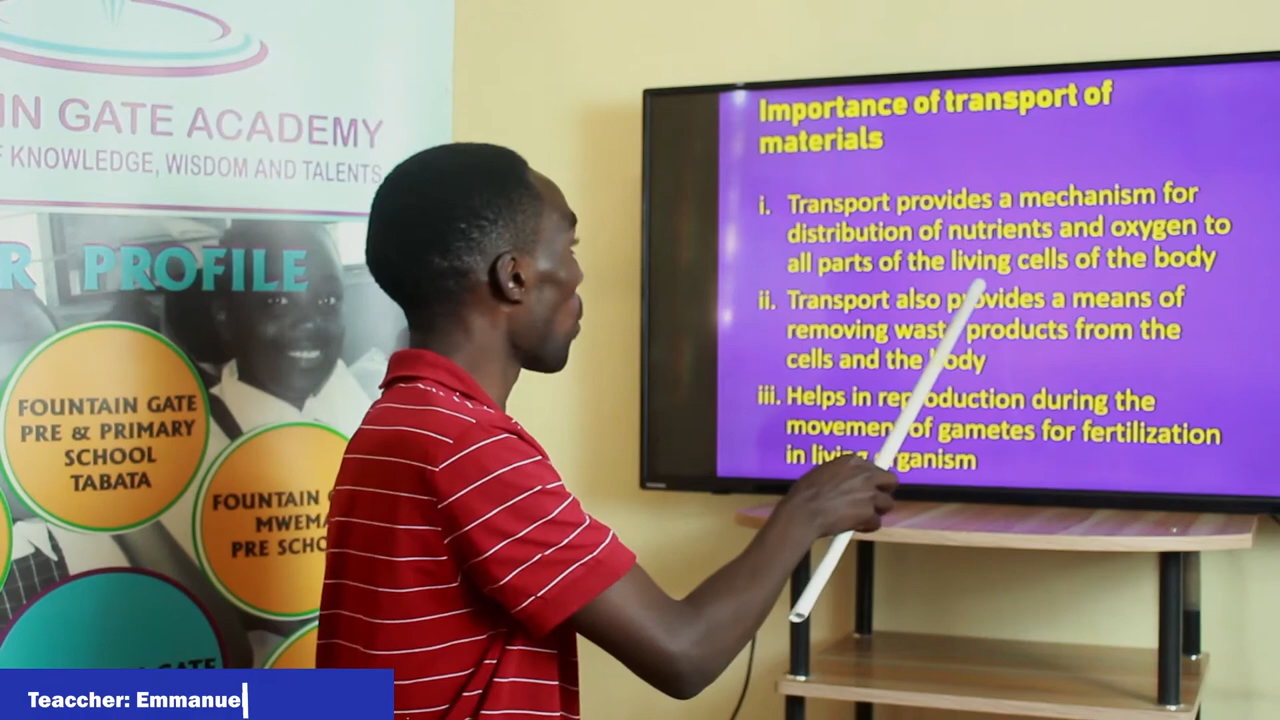 IN GATE ACADEMY
F KNOWLEDGE, WISDOM AND TALENTS
R PROFILE
FOUNTAIN GATE
PRE & PRIMARY
SCHOOL
TABATA
FOUNTAIN
MWEMA
PRE SCHO
GATE
Importance of transport of
materials
i. Transport provides a mechanism for
distribution of nutrients and oxygen to
all parts of the living cells of the body
ii. Transport also provides a means of
removing waste products from the
cells and the body
iii. Helps in reproduction during the
movement of gametes for fertilization
in living organism
Teaccher: Emmanuel